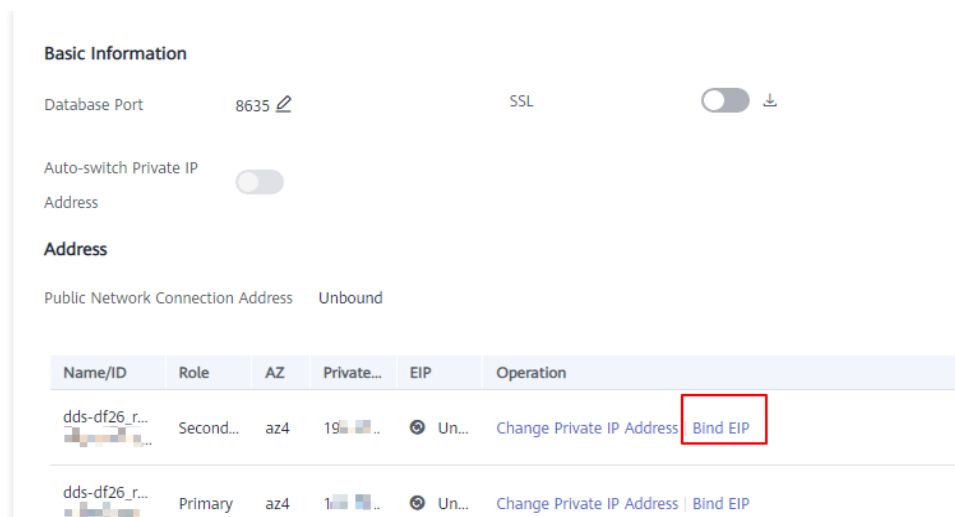 Basic Information
Database Port 8635 SSL
Auto-switch Private IP
Address
Address
Public Network Connection Address Unbound
Name/ID Role AZ Private... EIP Operation
dds-df26_r...
Second... az4 19 .. Un... Change Private IP Address Bind EIP
dds-df26_r...
Primary az4 1 .. Un... Change Private IP Address | Bind EIP